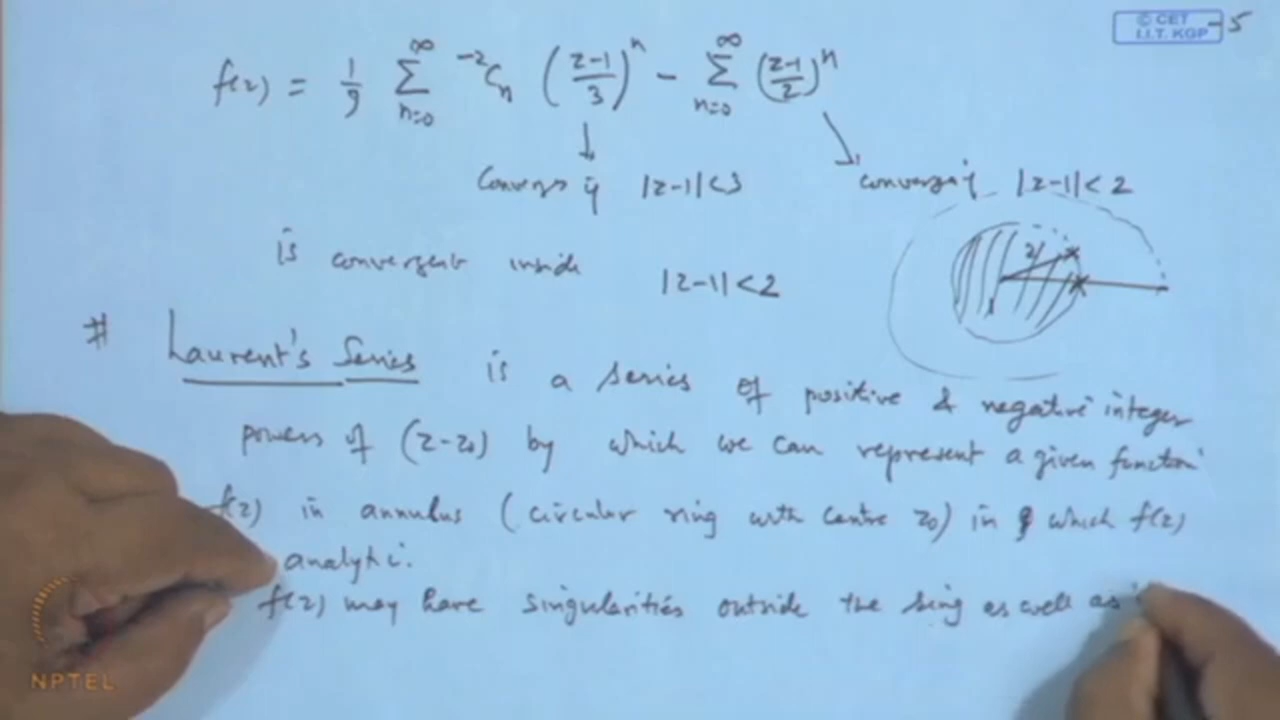 © CET
I.I.T. KGP
-5
f(z) = 1/9 ∑_{n=0}^{∞} ^{-2}C_n ((z-1)/3)^n - ∑_{n=0}^{∞} ((z-1)/2)^n
Converges if |z-1|<3 converges if |z-1|<2
is convergent inside |z-1|<2
2
1
# Laurent's Series is a series of positive & negative integer
powers of (z-z₀) by which we can represent a given function
f(z) in annulus (circular ring with centre z₀) in which f(z)
analytic.
f(z) may have singularities outside the ring as well as
NPTEL